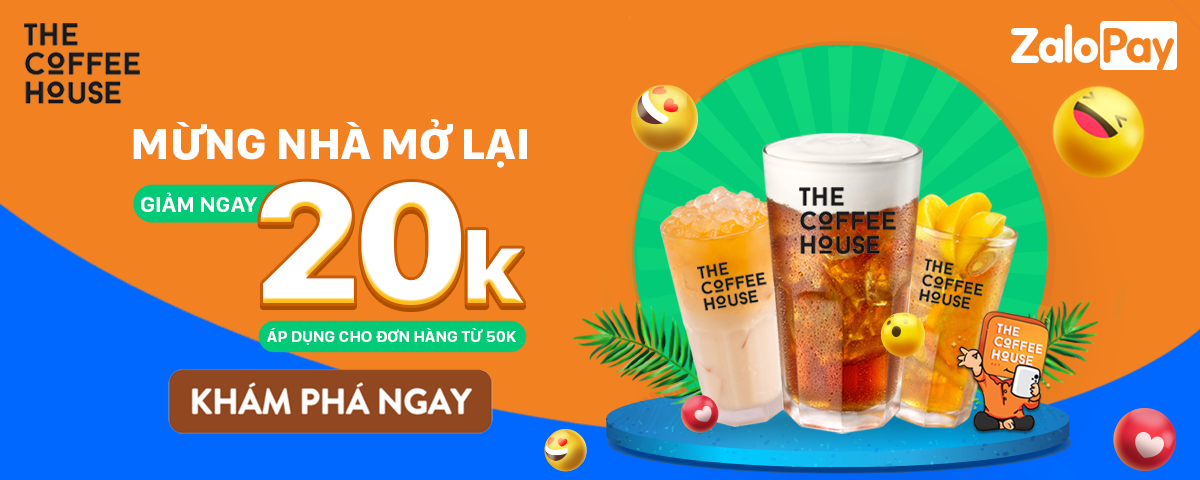 THE
COFFEE
HOUSE
ZaloPay
MỪNG NHÀ MỞ LẠI
GIẢM NGAY
20k
ÁP DỤNG CHO ĐƠN HÀNG TỪ 50K
KHÁM PHÁ NGAY
THE
COFFEE
HOUSE
THE
COFFEE
HOUSE
THE
COFFEE
HOUSE
THE
COFFEE
HOUSE